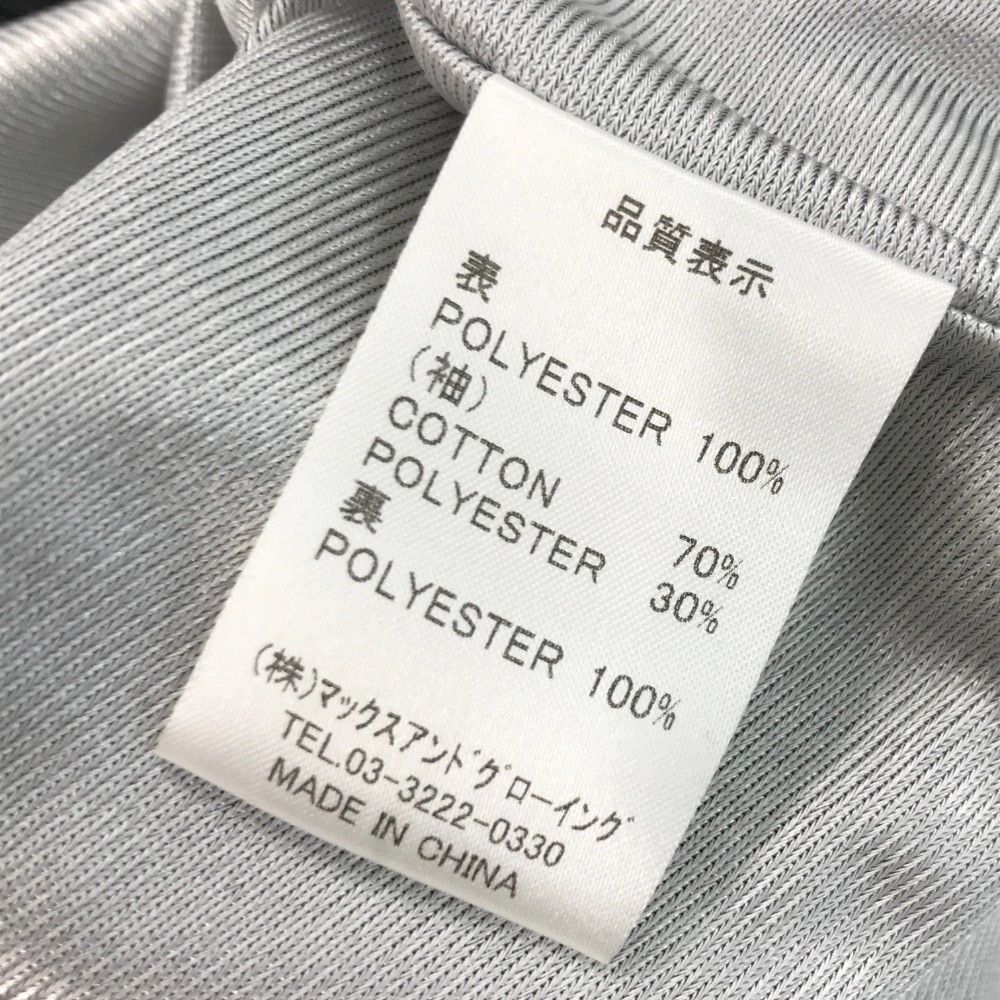 品質表示
表
POLYESTER 100%
(袖)
COTTON 70%
POLYESTER 30%
裏
POLYESTER 100%
(株)マックスアンドグローイング
TEL.03-3222-0330
MADE IN CHINA